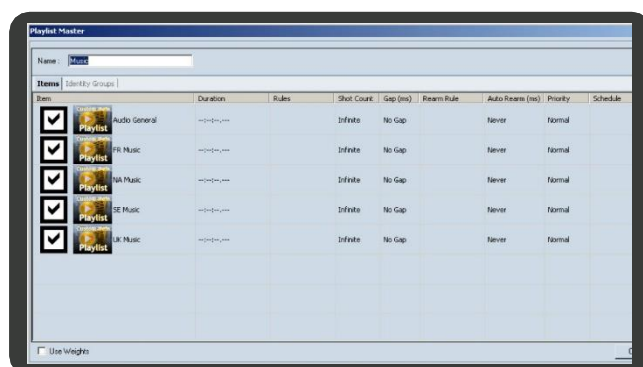 Playlist Master
Name : Music
Items Identity Groups
Item Duration Rules Shot Count Gap (ms) Rearm Rule Auto Rearm (ms) Priority Schedule
Playlist Audio General --:--:--.--- Infinite No Gap Never Normal
Playlist FR Music --:--:--.--- Infinite No Gap Never Normal
Playlist NA Music --:--:--.--- Infinite No Gap Never Normal
Playlist SE Music --:--:--.--- Infinite No Gap Never Normal
Playlist UK Music --:--:--.--- Infinite No Gap Never Normal
Use Weights